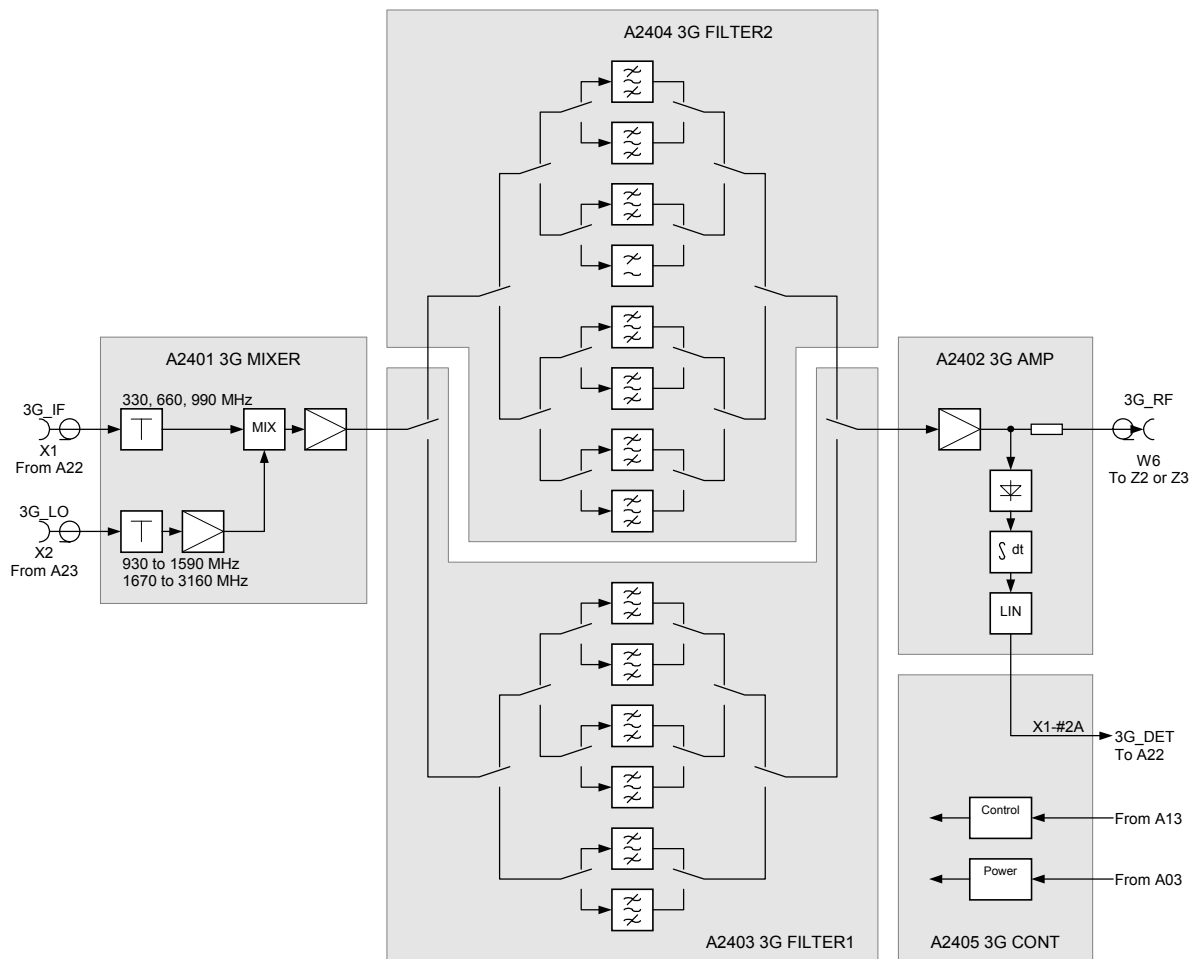 A2404 3G FILTER2
A2401 3G MIXER
330, 660, 990 MHz
3G_IF
X1
From A22
MIX
3G_LO
X2
From A23
930 to 1590 MHz
1670 to 3160 MHz
A2402 3G AMP
3G_RF
W6
To Z2 or Z3
∫ dt
LIN
X1-#2A
3G_DET
To A22
Control
From A13
Power
From A03
A2403 3G FILTER1
A2405 3G CONT